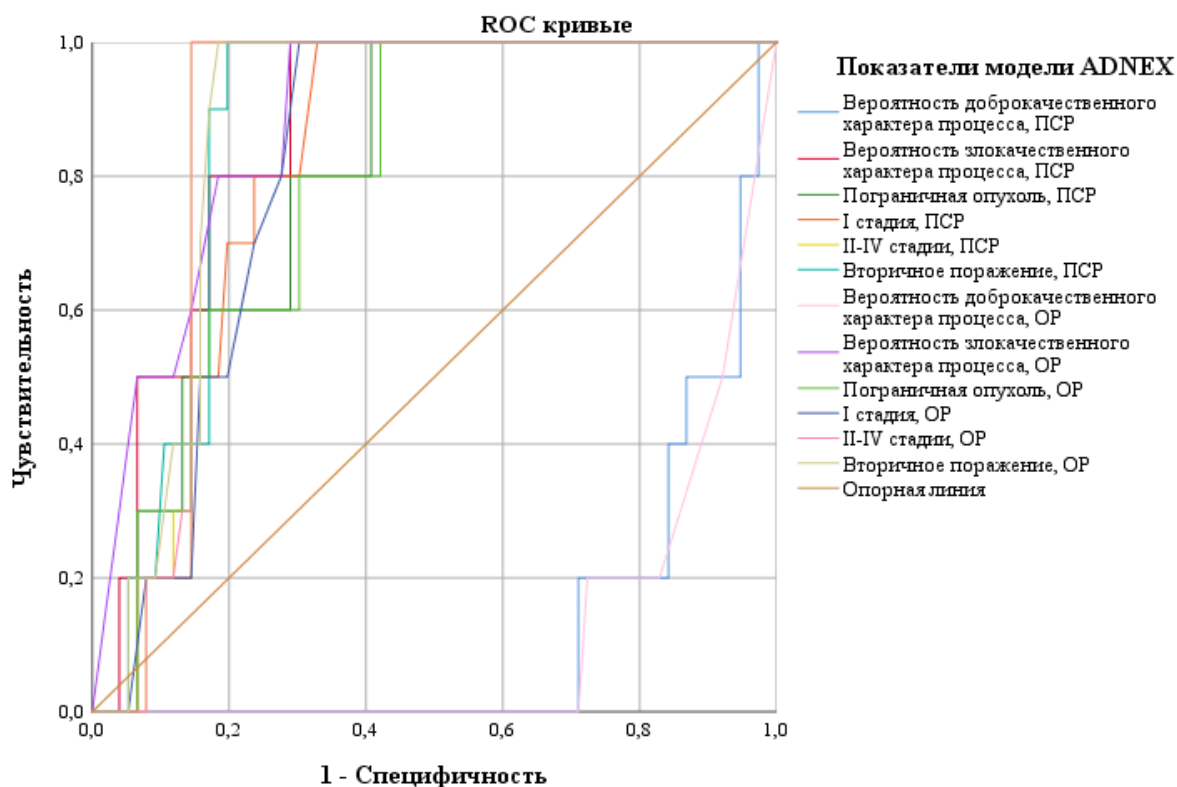 ROC кривые
1,0
0,8
0,6
0,4
0,2
0,0
Чувствительность
0,0 0,2 0,4 0,6 0,8 1,0
1 - Специфичность
Показатели модели ADNEX
Вероятность доброкачественного
характера процесса, ПСР
Вероятность злокачественного
характера процесса, ПСР
Пограничная опухоль, ПСР
I стадия, ПСР
II-IV стадии, ПСР
Вторичное поражение, ПСР
Вероятность доброкачественного
характера процесса, ОР
Вероятность злокачественного
характера процесса, ОР
Пограничная опухоль, ОР
I стадия, ОР
II-IV стадии, ОР
Вторичное поражение, ОР
Опорная линия